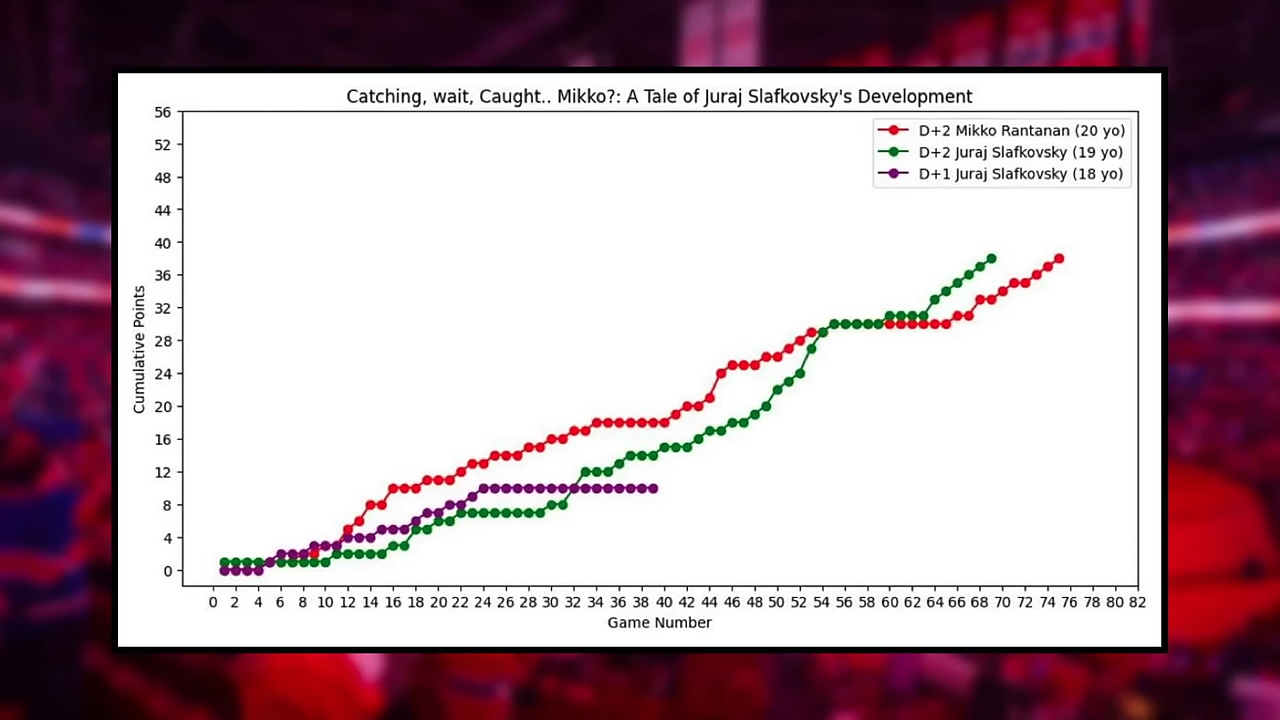 Catching, wait, Caught.. Mikko?: A Tale of Juraj Slafkovsky's Development
D+2 Mikko Rantanan (20 yo)
D+2 Juraj Slafkovsky (19 yo)
D+1 Juraj Slafkovsky (18 yo)
Cumulative Points
56
52
48
44
40
36
32
28
24
20
16
12
8
4
0
0 2 4 6 8 10 12 14 16 18 20 22 24 26 28 30 32 34 36 38 40 42 44 46 48 50 52 54 56 58 60 62 64 66 68 70 72 74 76 78 80 82
Game Number